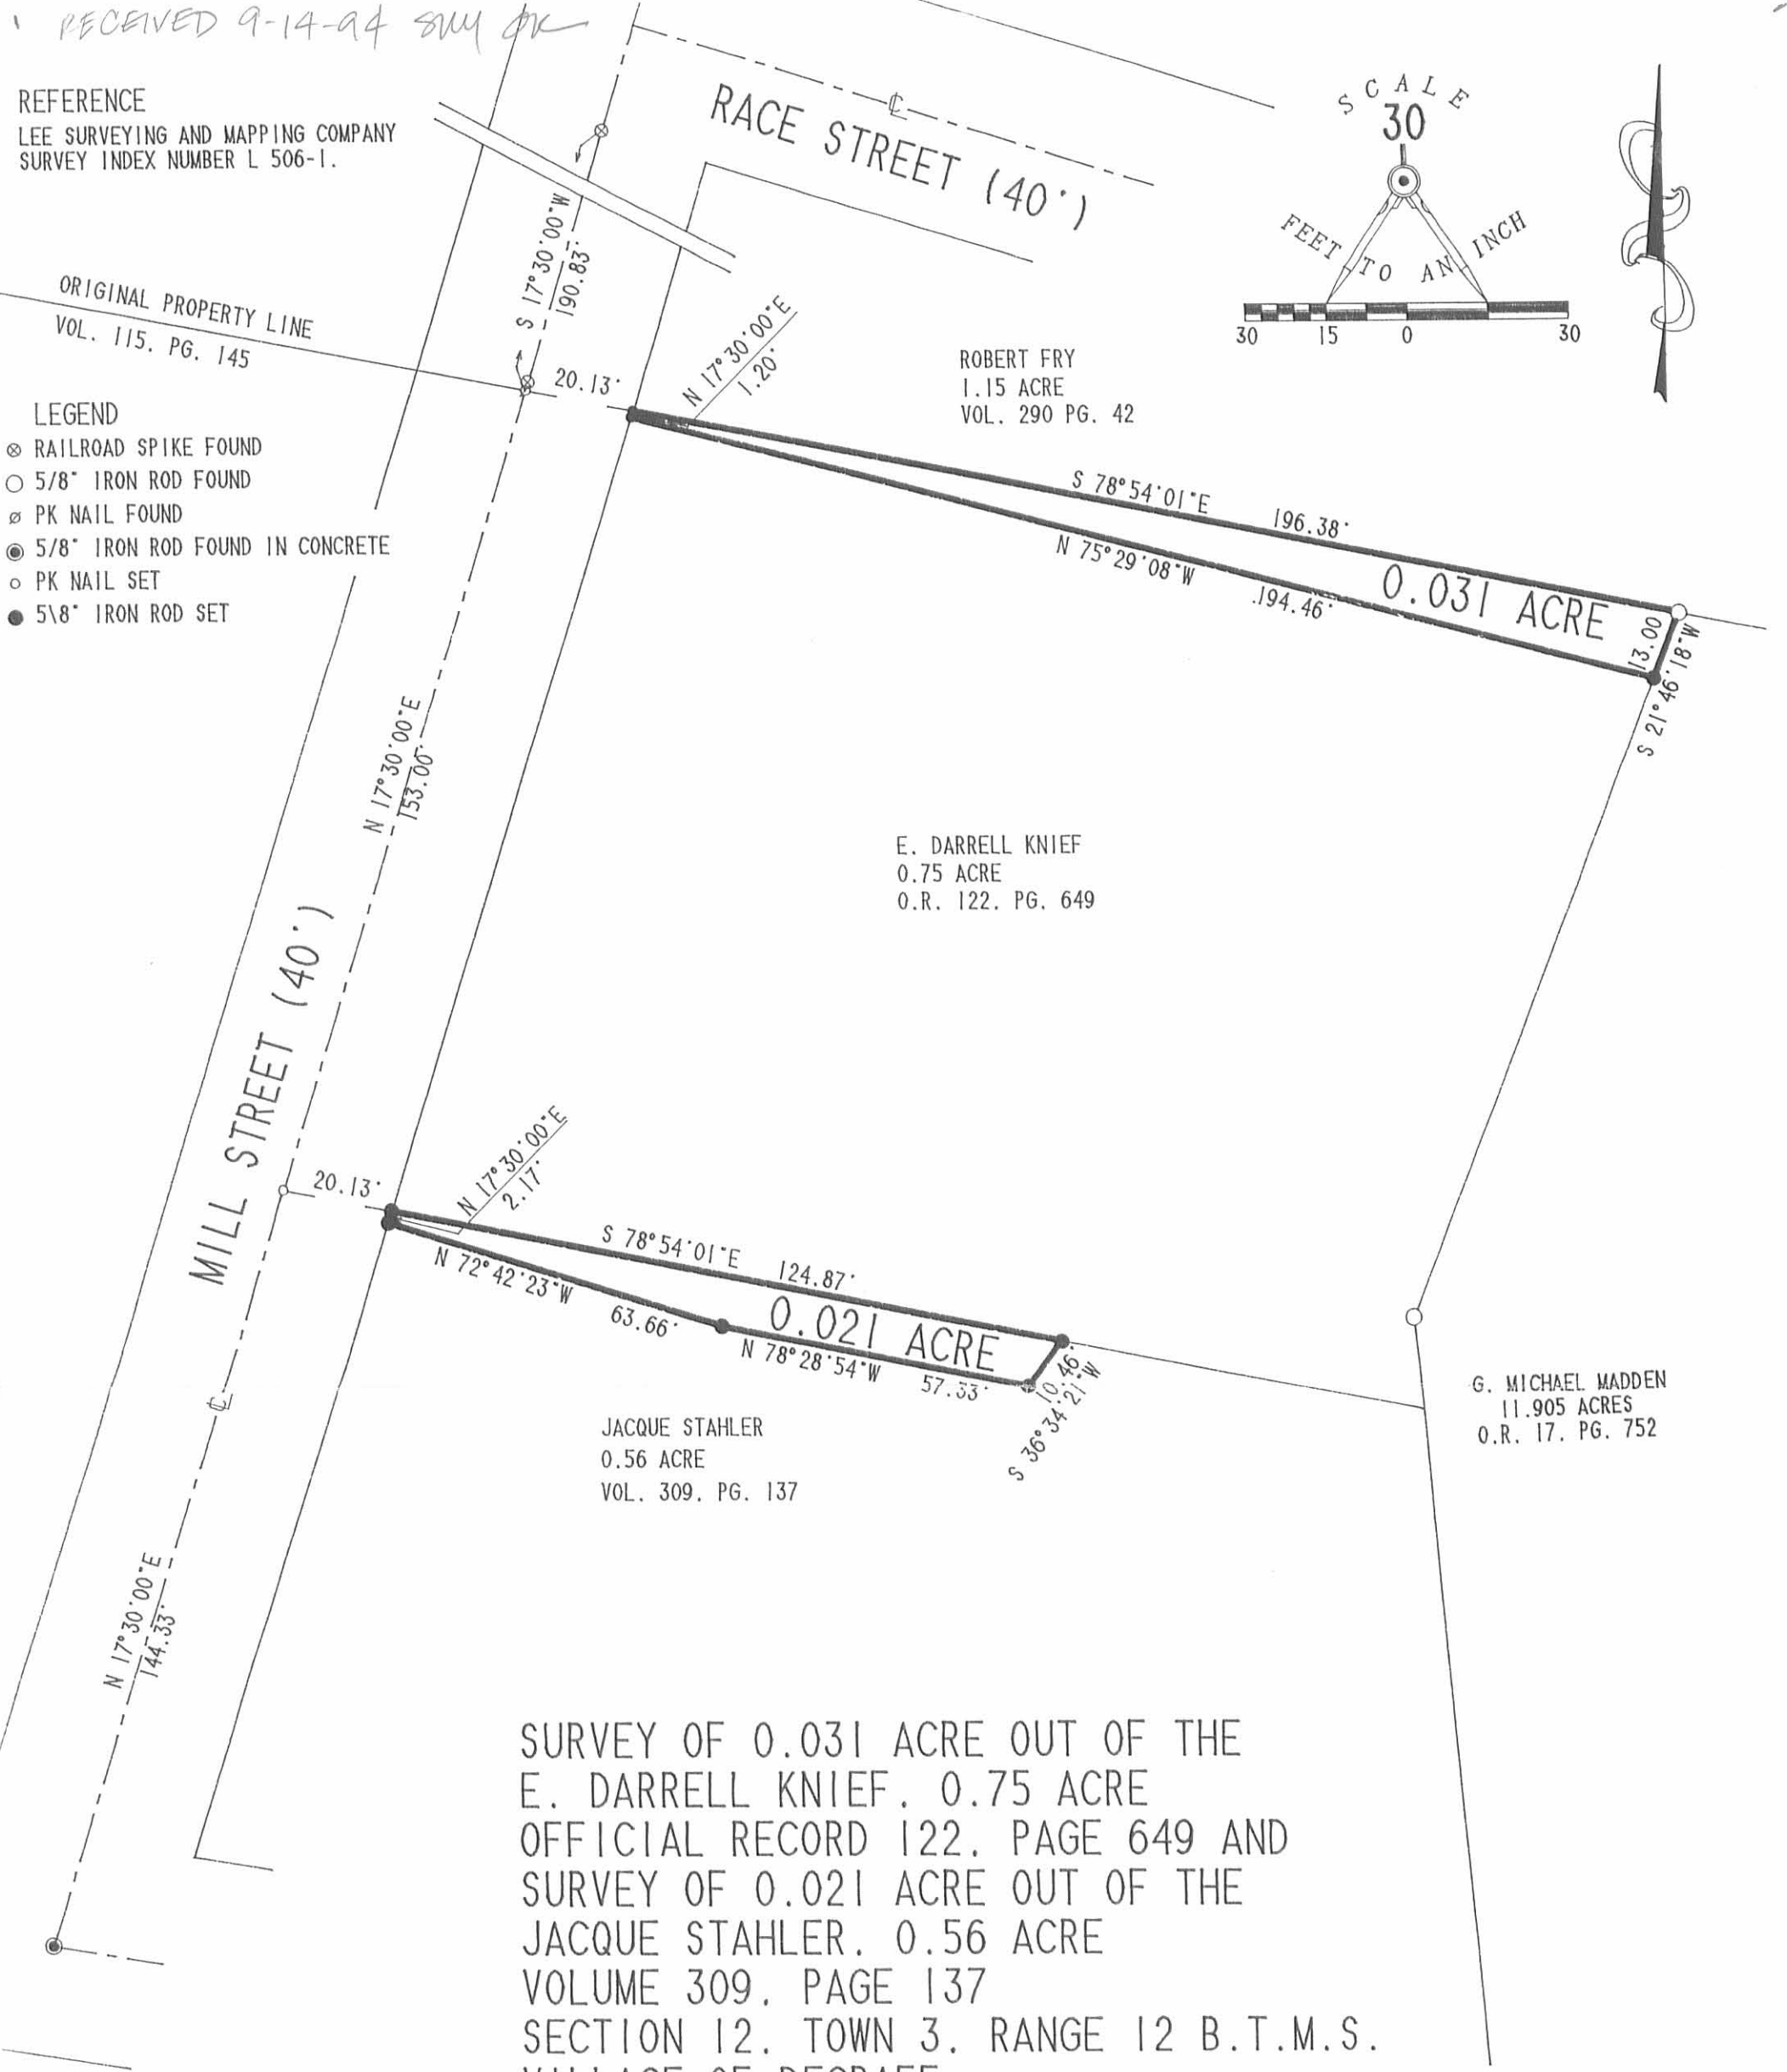 RECEIVED 9-14-94
REFERENCE
LEE SURVEYING AND MAPPING COMPANY
SURVEY INDEX NUMBER L 506-1.
RACE STREET (40')
SCALE
30
FEET TO AN INCH
30 15 0 30
ORIGINAL PROPERTY LINE
VOL. 115. PG. 145
S 17°30'00"W
190.83'
20.13'
N 17°30'00"E
1.20'
ROBERT FRY
1.15 ACRE
VOL. 290 PG. 42
LEGEND
⊗ RAILROAD SPIKE FOUND
○ 5/8" IRON ROD FOUND
ø PK NAIL FOUND
◉ 5/8" IRON ROD FOUND IN CONCRETE
o PK NAIL SET
● 5\8" IRON ROD SET
S 78°54'01"E 196.38'
N 75°29'08"W 194.46'
0.031 ACRE
13.00
S 21°46'18"W
N 17°30'00"E
153.00'
E. DARRELL KNIEF
0.75 ACRE
O.R. 122. PG. 649
MILL STREET (40')
20.13'
N 17°30'00"E
2.17'
S 78°54'01"E 124.87'
N 72°42'23"W 63.66'
0.021 ACRE
N 78°28'54"W 57.33'
10.46'
S 36°34'21"W
JACQUE STAHLER
0.56 ACRE
VOL. 309. PG. 137
G. MICHAEL MADDEN
11.905 ACRES
O.R. 17. PG. 752
N 17°30'00"E
144.33'
SURVEY OF 0.031 ACRE OUT OF THE
E. DARRELL KNIEF. 0.75 ACRE
OFFICIAL RECORD 122. PAGE 649 AND
SURVEY OF 0.021 ACRE OUT OF THE
JACQUE STAHLER. 0.56 ACRE
VOLUME 309. PAGE 137
SECTION 12. TOWN 3. RANGE 12 B.T.M.S.
VILLAGE OF DEGRAFF